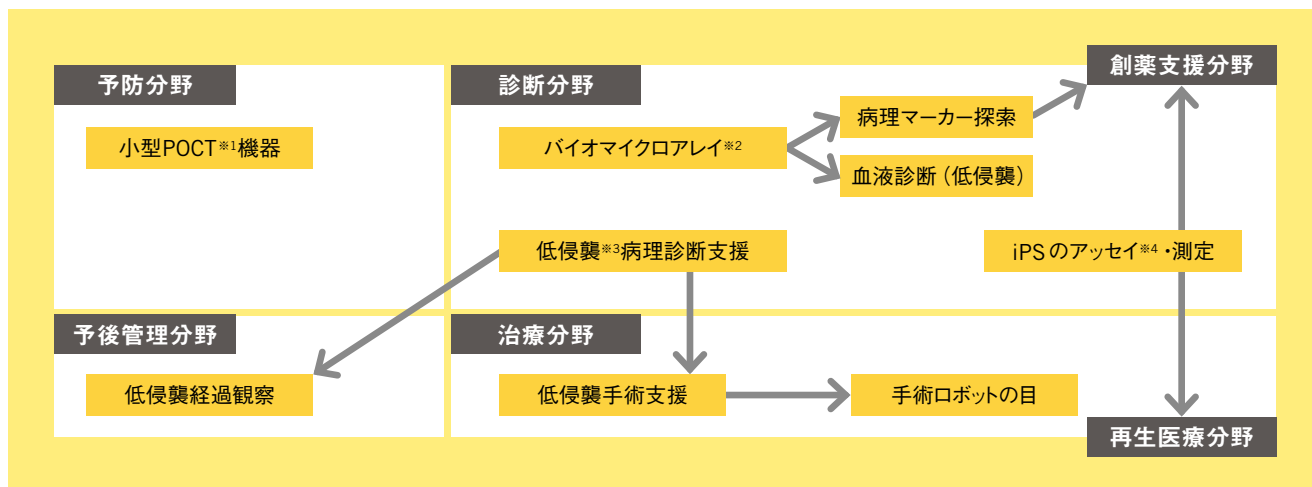 予防分野
小型POCT※1機器
診断分野
バイオマイクロアレイ※2
病理マーカー探索
血液診断（低侵襲）
創薬支援分野
低侵襲※3病理診断支援
iPSのアッセイ※4・測定
予後管理分野
低侵襲経過観察
治療分野
低侵襲手術支援
手術ロボットの目
再生医療分野